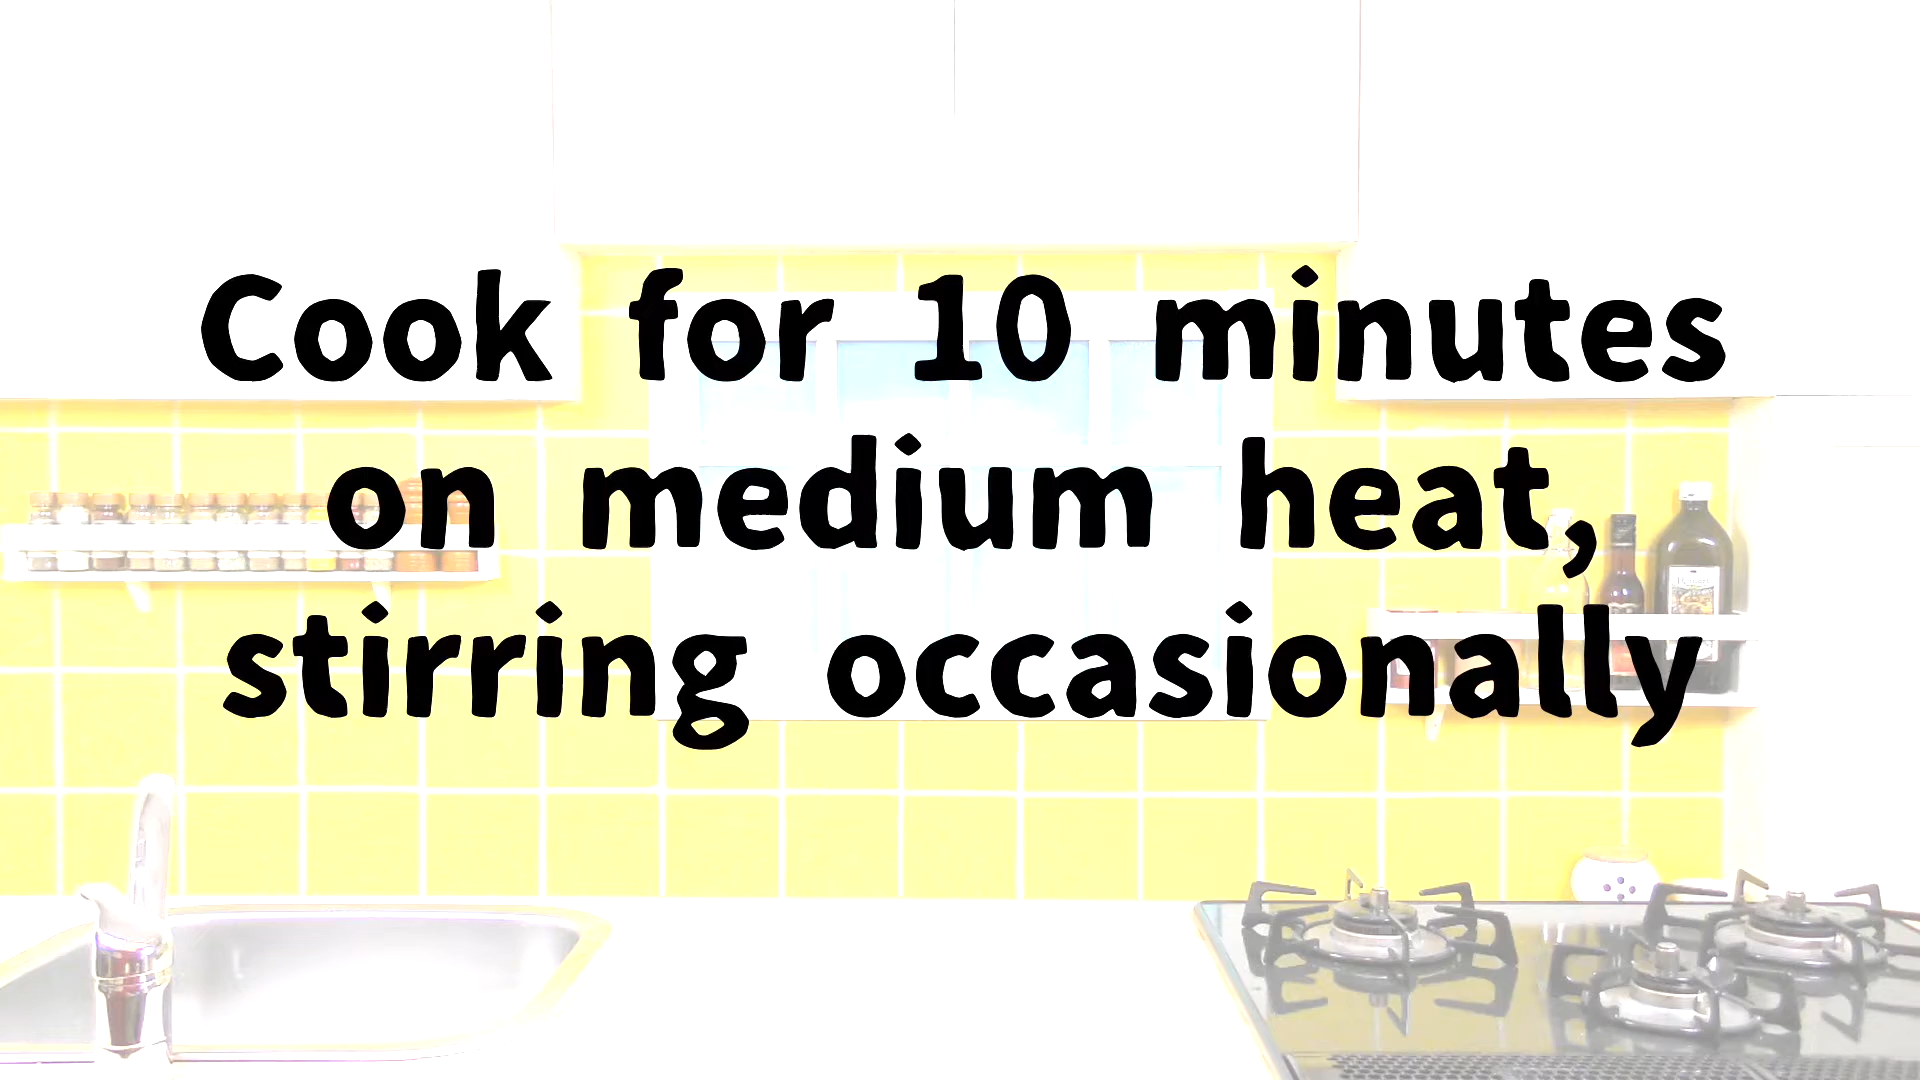 Cook for 10 minutes
on medium heat,
stirring occasionally